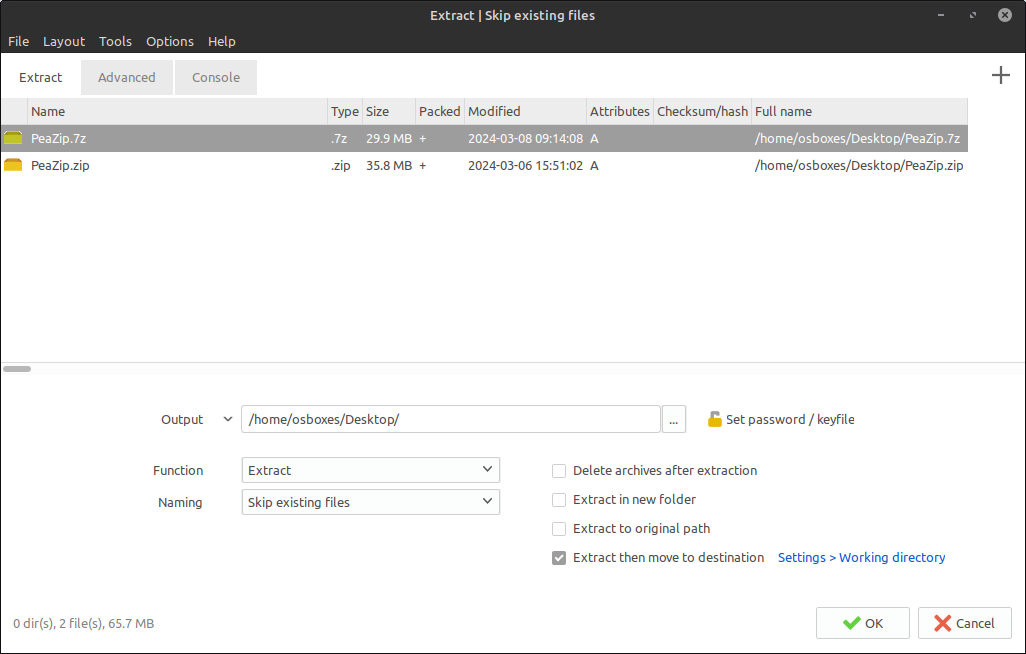 Extract | Skip existing files
File Layout Tools Options Help
Extract Advanced Console
Name Type Size Packed Modified Attributes Checksum/hash Full name
PeaZip.7z .7z 29.9 MB + 2024-03-08 09:14:08 A /home/osboxes/Desktop/PeaZip.7z
PeaZip.zip .zip 35.8 MB + 2024-03-06 15:51:02 A /home/osboxes/Desktop/PeaZip.zip
Output /home/osboxes/Desktop/ ... Set password / keyfile
Function Extract Delete archives after extraction
Naming Skip existing files Extract in new folder
Extract to original path
Extract then move to destination Settings > Working directory
0 dir(s), 2 file(s), 65.7 MB OK Cancel